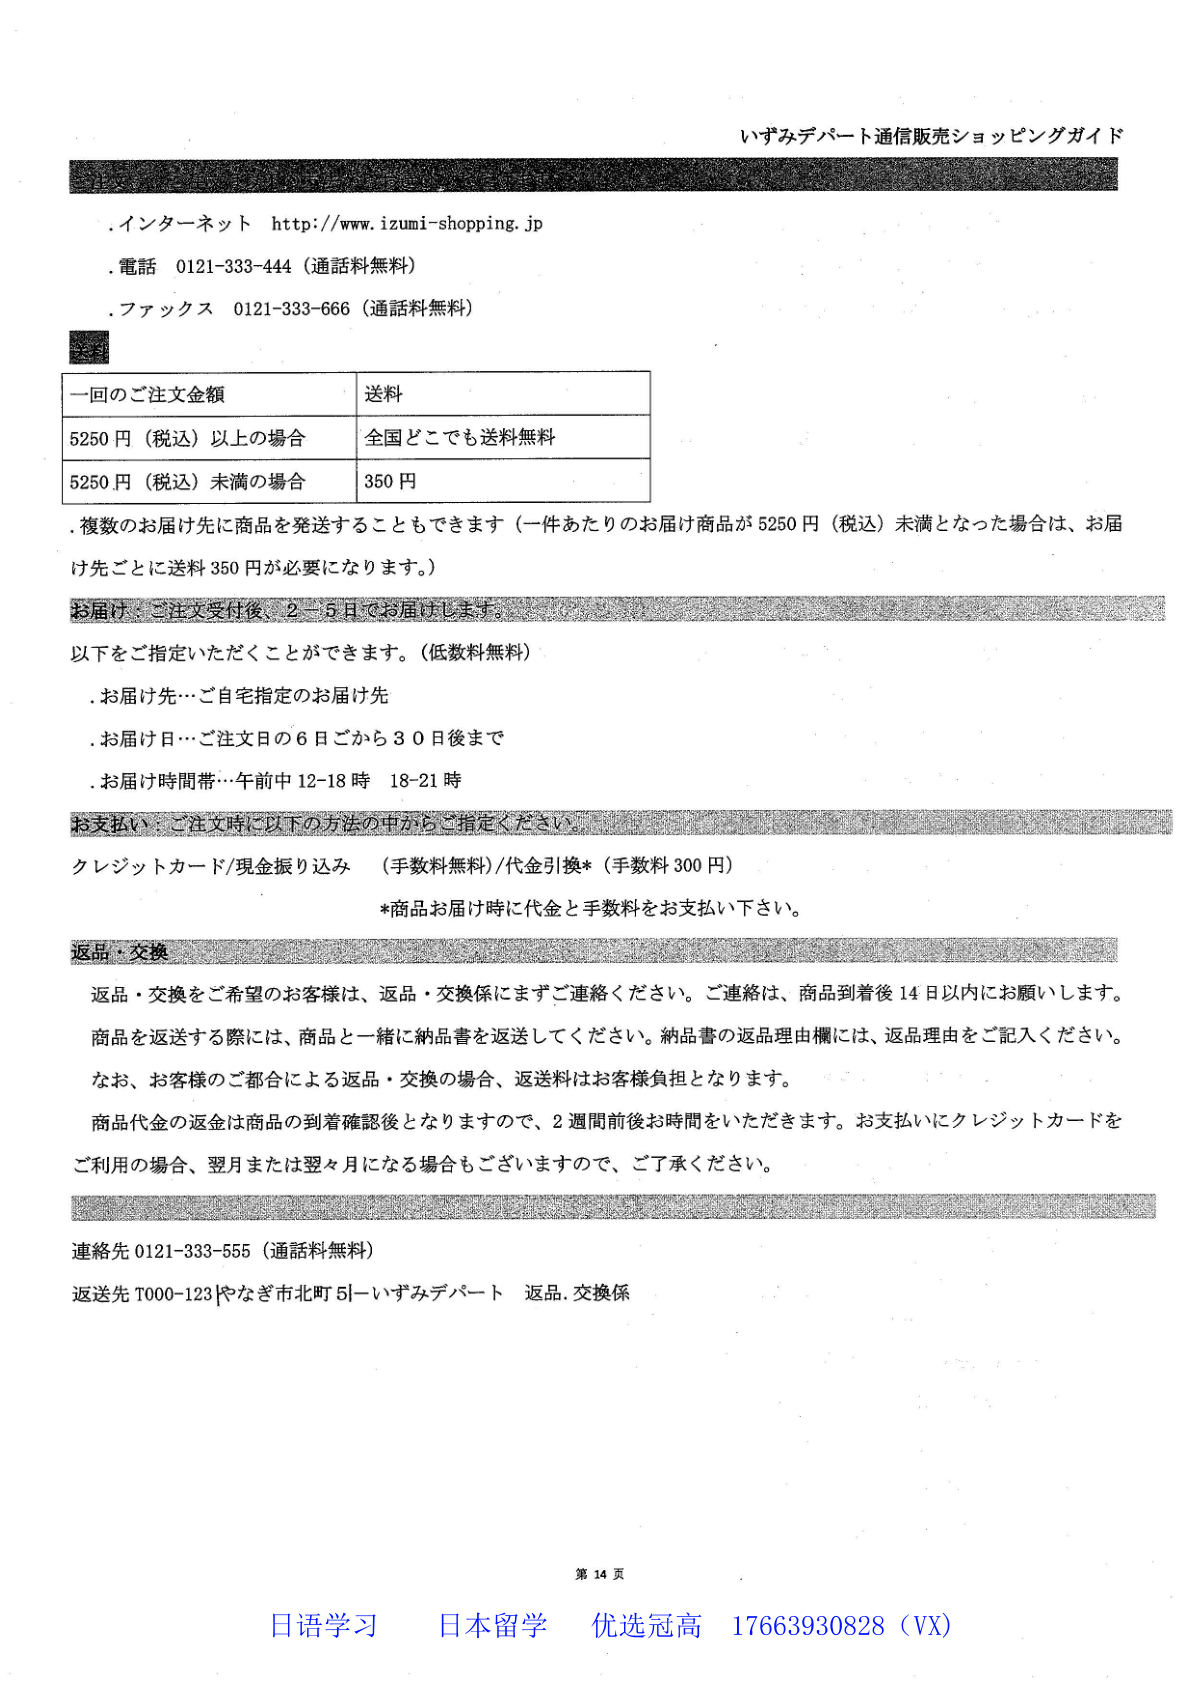 いずみデパート通信販売ショッピングガイド
.インターネット　http://www.izumi-shopping.jp
.電話　0121-333-444（通話料無料）
.ファックス　0121-333-666（通話料無料）
送料
一回のご注文金額　送料
5250 円（税込）以上の場合　全国どこでも送料無料
5250 円（税込）未満の場合　350 円
.複数のお届け先に商品を発送することもできます（一件あたりのお届け商品が 5250 円（税込）未満となった場合は、お届
け先ごとに送料 350 円が必要になります。）
お届け：ご注文受付後、２－５日でお届けします。
以下をご指定いただくことができます。（低数料無料）
.お届け先…ご自宅指定のお届け先
.お届け日…ご注文日の６日ごから３０日後まで
.お届け時間帯…午前中 12-18 時　18-21 時
お支払い：ご注文時に以下の方法の中からご指定ください。
クレジットカード/現金振り込み　（手数料無料）/代金引換*（手数料 300 円）
*商品お届け時に代金と手数料をお支払い下さい。
返品・交換
返品・交換をご希望のお客様は、返品・交換係にまずご連絡ください。ご連絡は、商品到着後 14 日以内にお願いします。
商品を返送する際には、商品と一緒に納品書を返送してください。納品書の返品理由欄には、返品理由をご記入ください。
なお、お客様のご都合による返品・交換の場合、返送料はお客様負担となります。
商品代金の返金は商品の到着確認後となりますので、2 週間前後お時間をいただきます。お支払いにクレジットカードを
ご利用の場合、翌月または翌々月になる場合もございますので、ご了承ください。
連絡先 0121-333-555（通話料無料）
返送先 T000-123 やなぎ市北町 5 ーいずみデパート　返品.交換係
第 14 页
日语学习　日本留学　优选冠高　17663930828（VX)